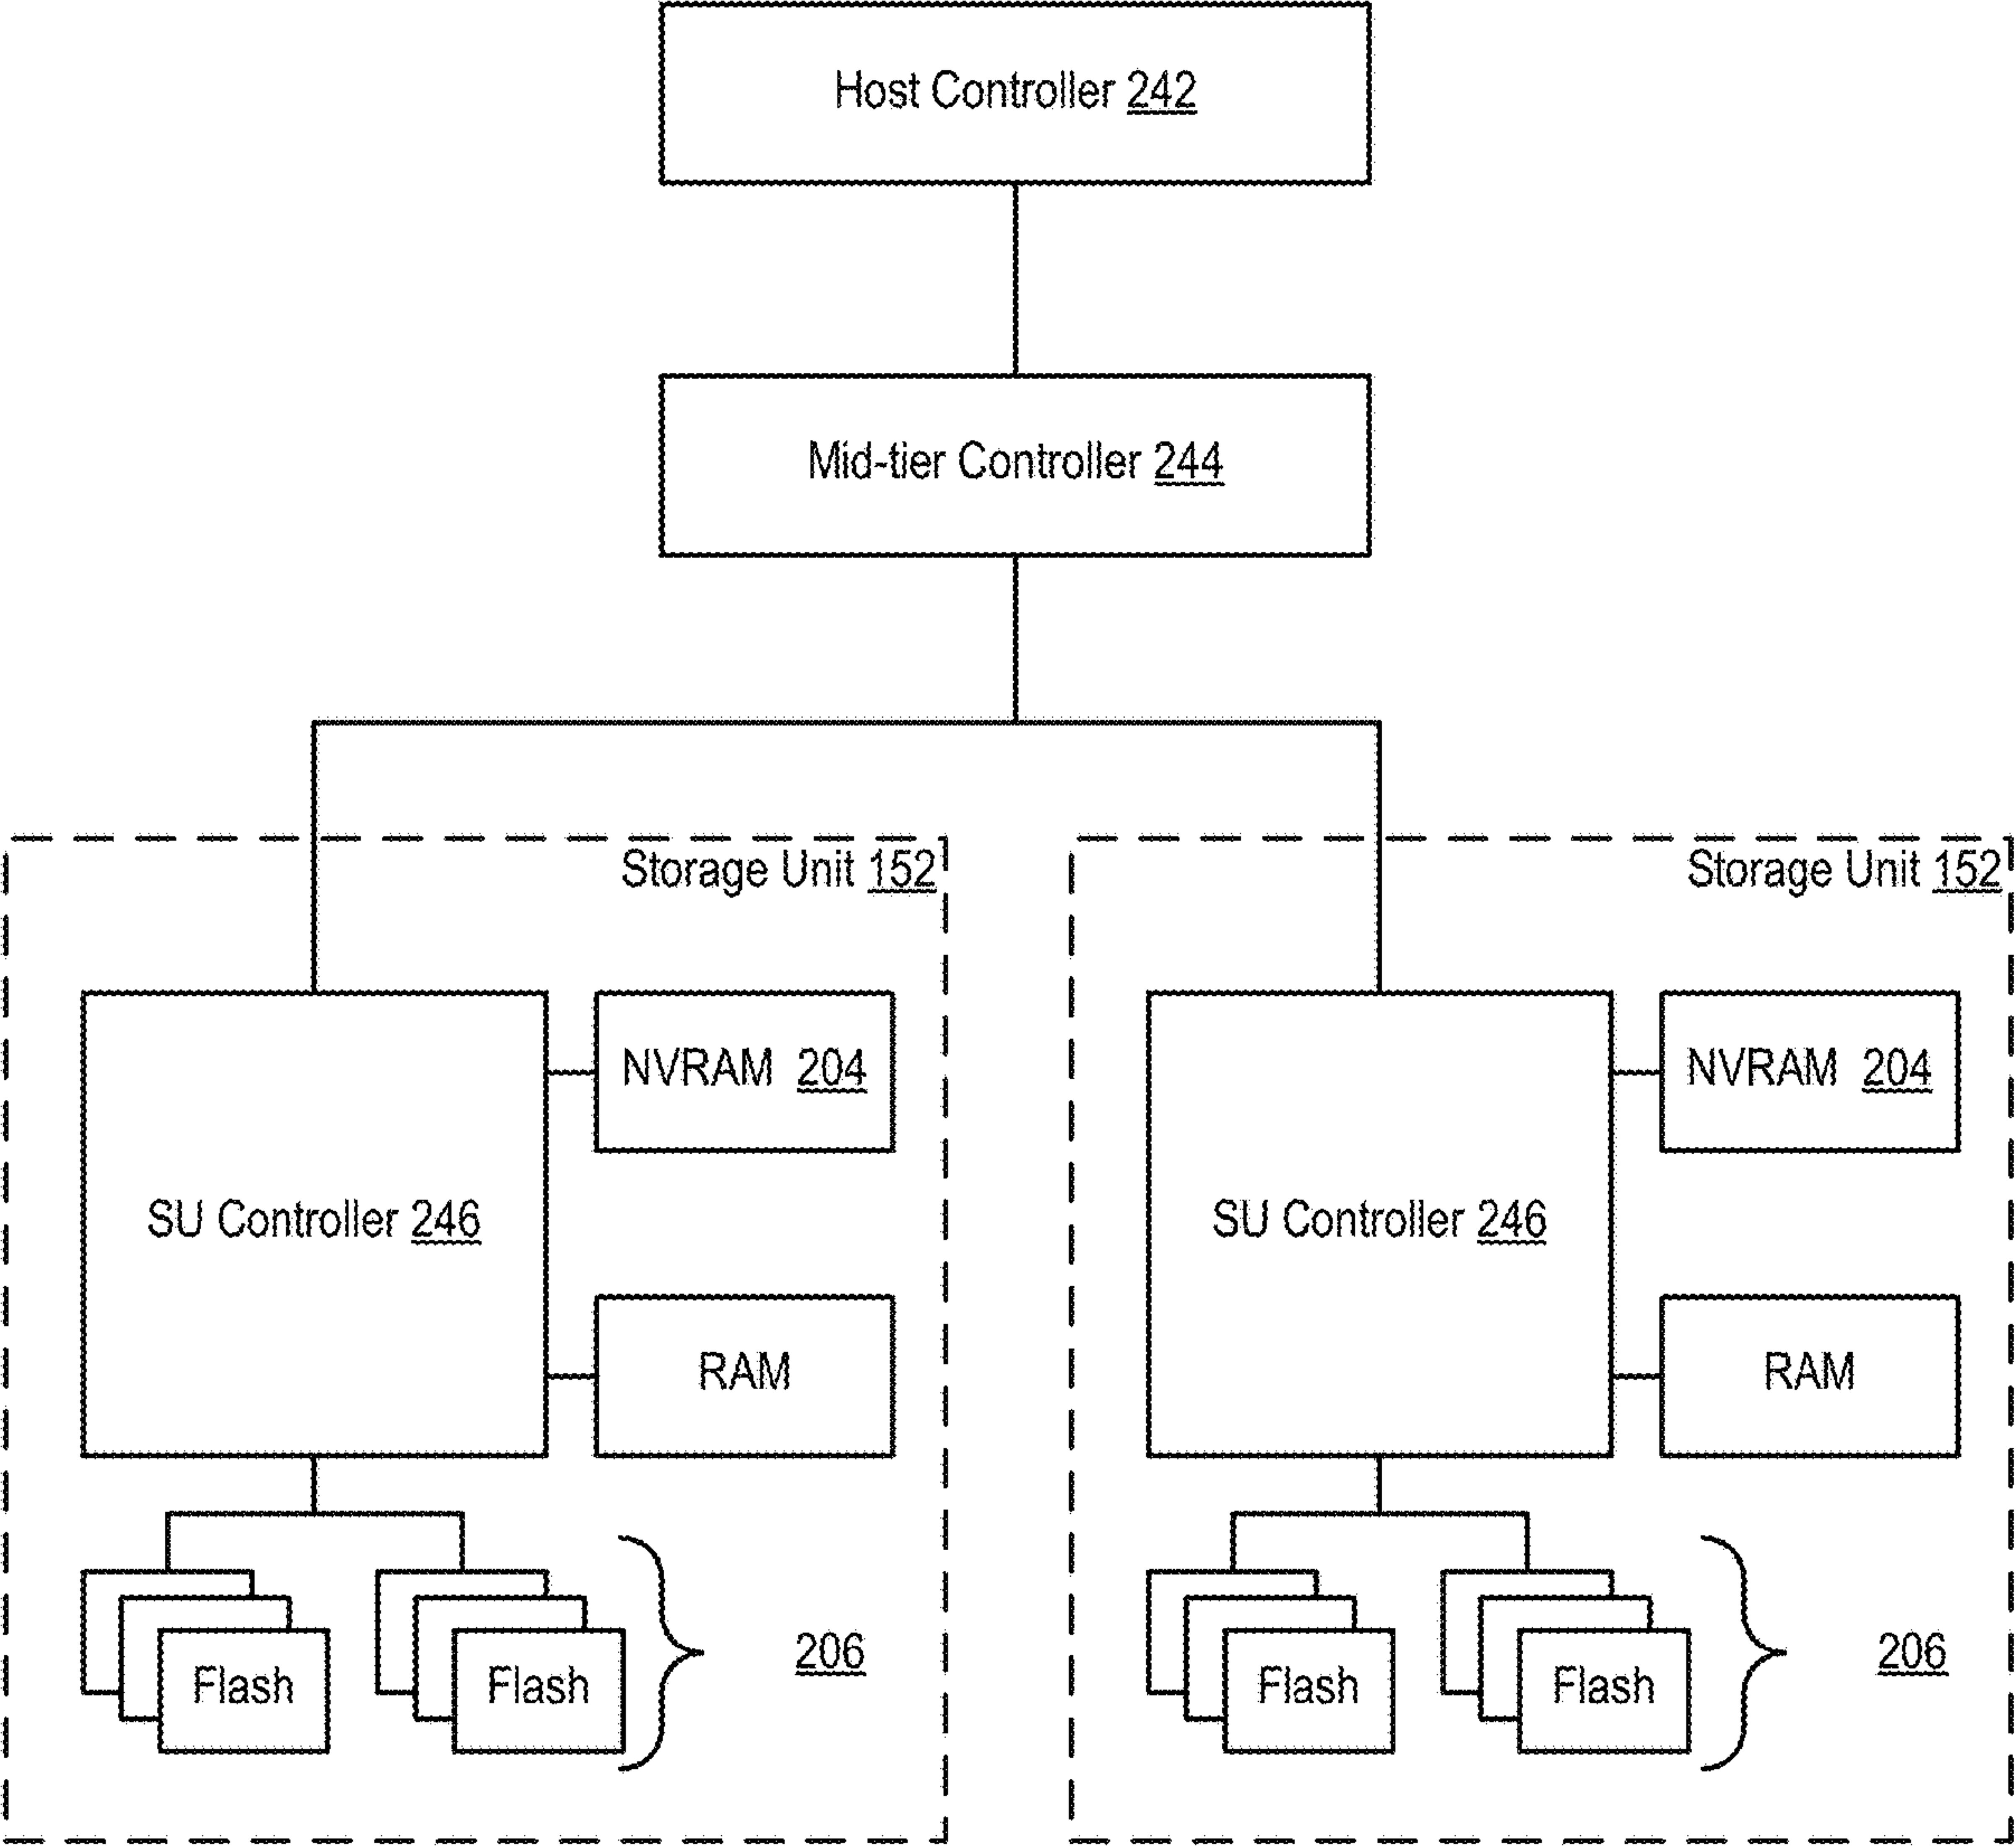 Host Controller 242
Mid-tier Controller 244
Storage Unit 152
Storage Unit 152
NVRAM 204
NVRAM 204
SU Controller 246
SU Controller 246
RAM
RAM
206
206
Flash
Flash
Flash
Flash